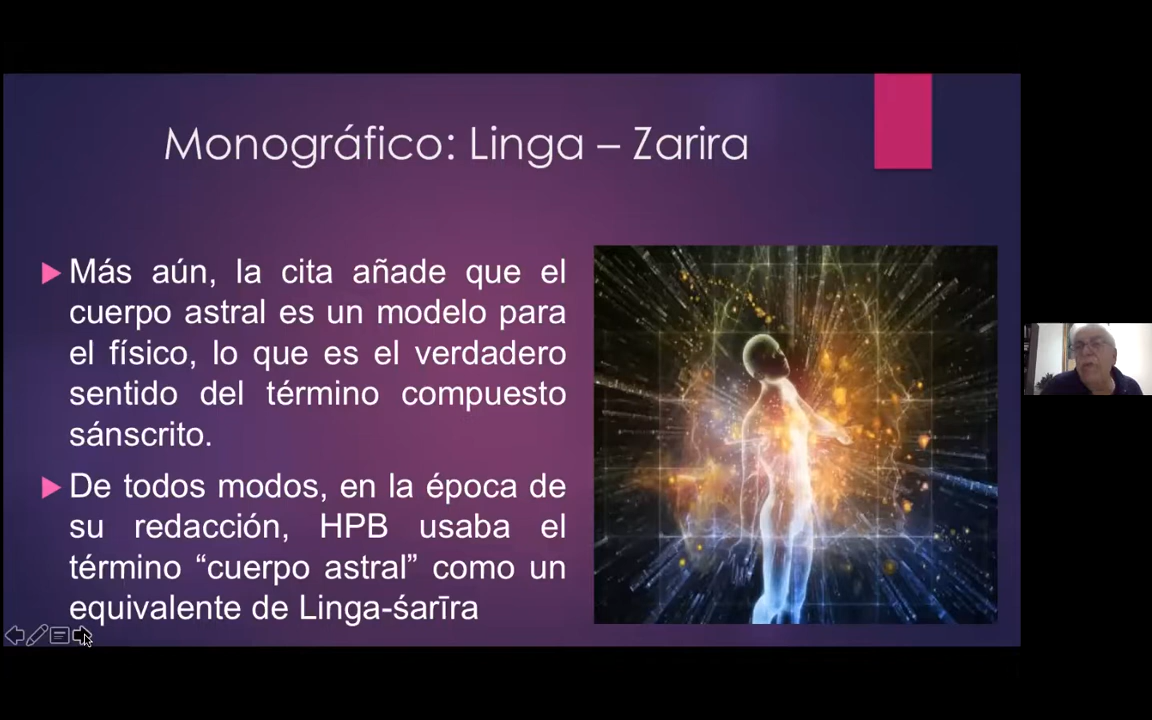 Monográfico: Linga – Zarira
Más aún, la cita añade que el
cuerpo astral es un modelo para
el físico, lo que es el verdadero
sentido del término compuesto
sánscrito.
De todos modos, en la época de
su redacción, HPB usaba el
término “cuerpo astral” como un
equivalente de Linga-śarīra